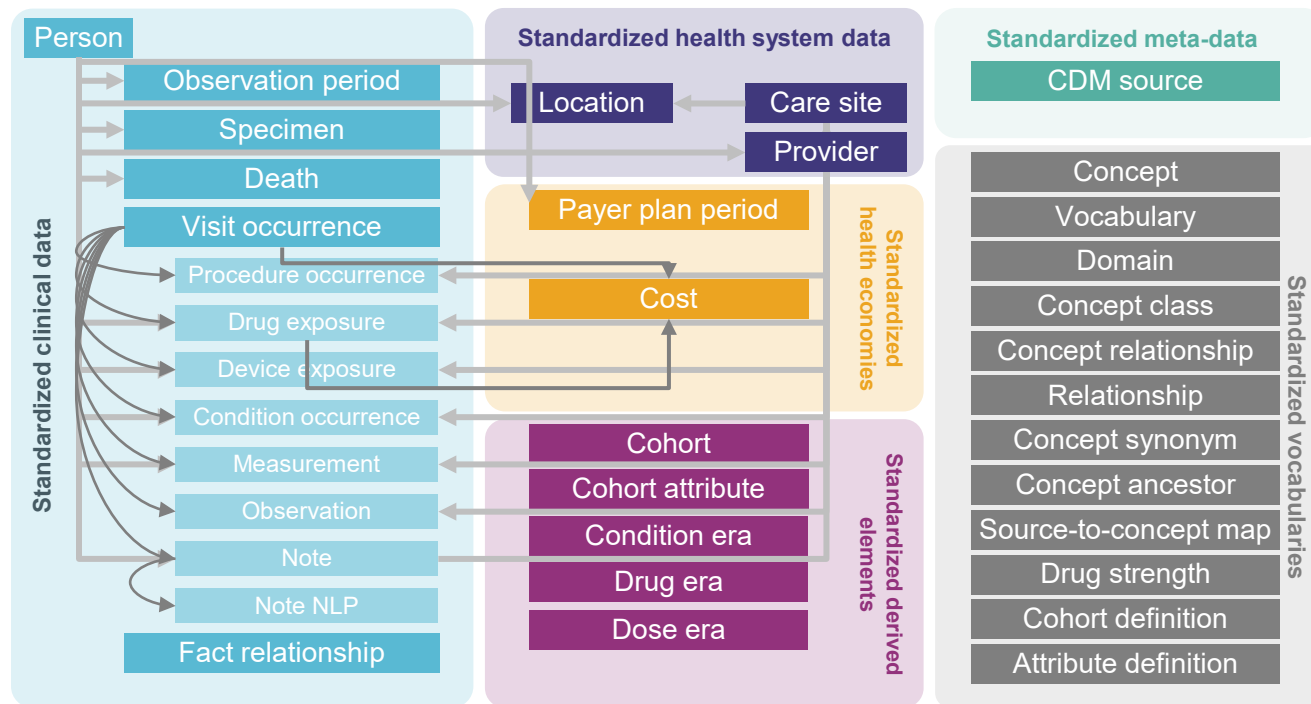 Person
Observation period
Specimen
Death
Visit occurrence
Procedure occurrence
Drug exposure
Device exposure
Condition occurrence
Measurement
Observation
Note
Note NLP
Fact relationship
Standardized clinical data
Standardized health system data
Location
Care site
Provider
Payer plan period
Cost
Standardized
health economies
Cohort
Cohort attribute
Condition era
Drug era
Dose era
Standardized derived
elements
Standardized meta-data
CDM source
Concept
Vocabulary
Domain
Concept class
Concept relationship
Relationship
Concept synonym
Concept ancestor
Source-to-concept map
Drug strength
Cohort definition
Attribute definition
Standardized vocabularies